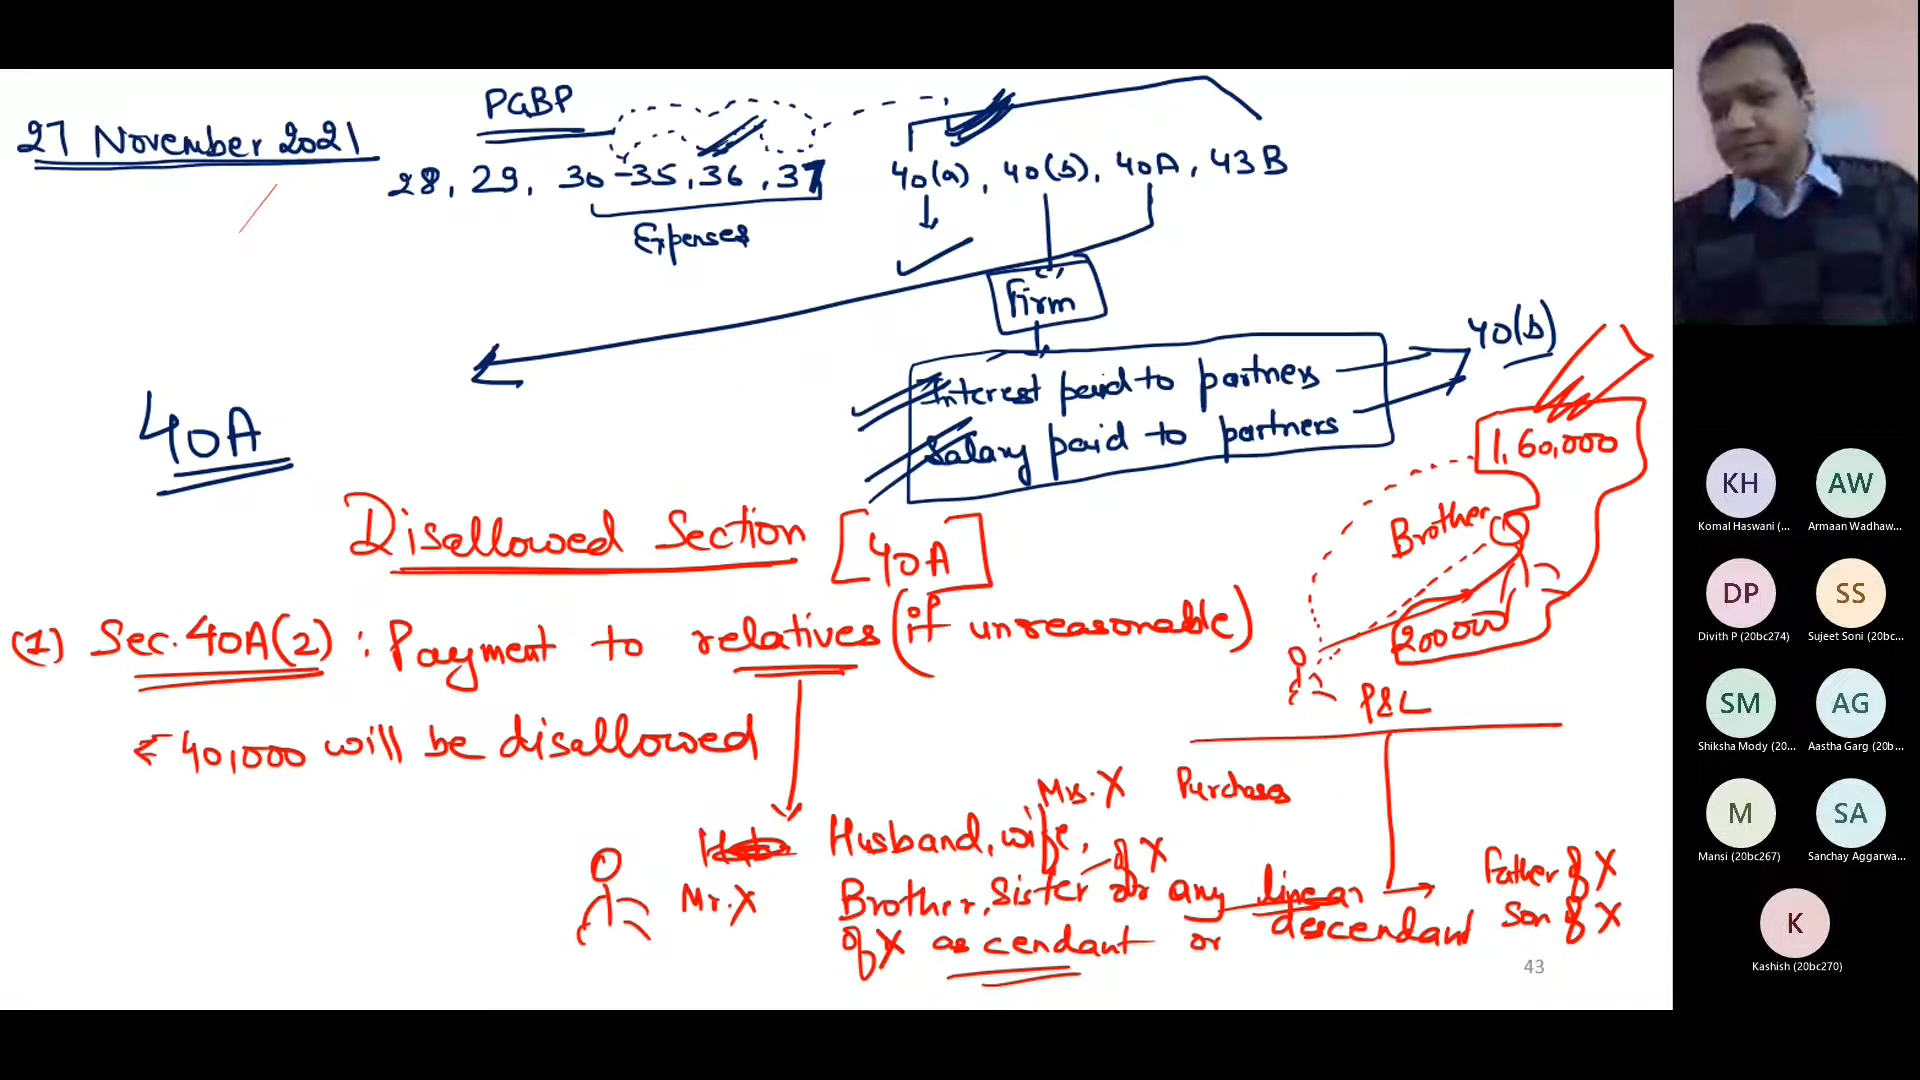 PGBP
27 November 2021
28, 29, 30-35, 36, 37
40(a), 40(b), 40A, 43B
Expenses
Firm
40(b)
Interest paid to partners
Salary paid to partners
40A
1,60,000
Brother
Disallowed Section [40A]
200000
(1) Sec. 40A(2) : Payment to relatives (if unreasonable)
P&L
₹ 40,000 will be disallowed
Mrs. X
Purchases
Husband, wife,
of X
Mr. X
Brother, Sister or any linear
Father of X
of X ascendant or descendant
Son of X
43
KH
Komal Haswani (...
AW
Armaan Wadhaw...
DP
Divith P (20bc274)
SS
Sujeet Soni (20bc...
SM
Shiksha Mody (20...
AG
Aastha Garg (20b...
M
Mansi (20bc267)
SA
Sanchay Aggarwa...
K
Kashish (20bc270)